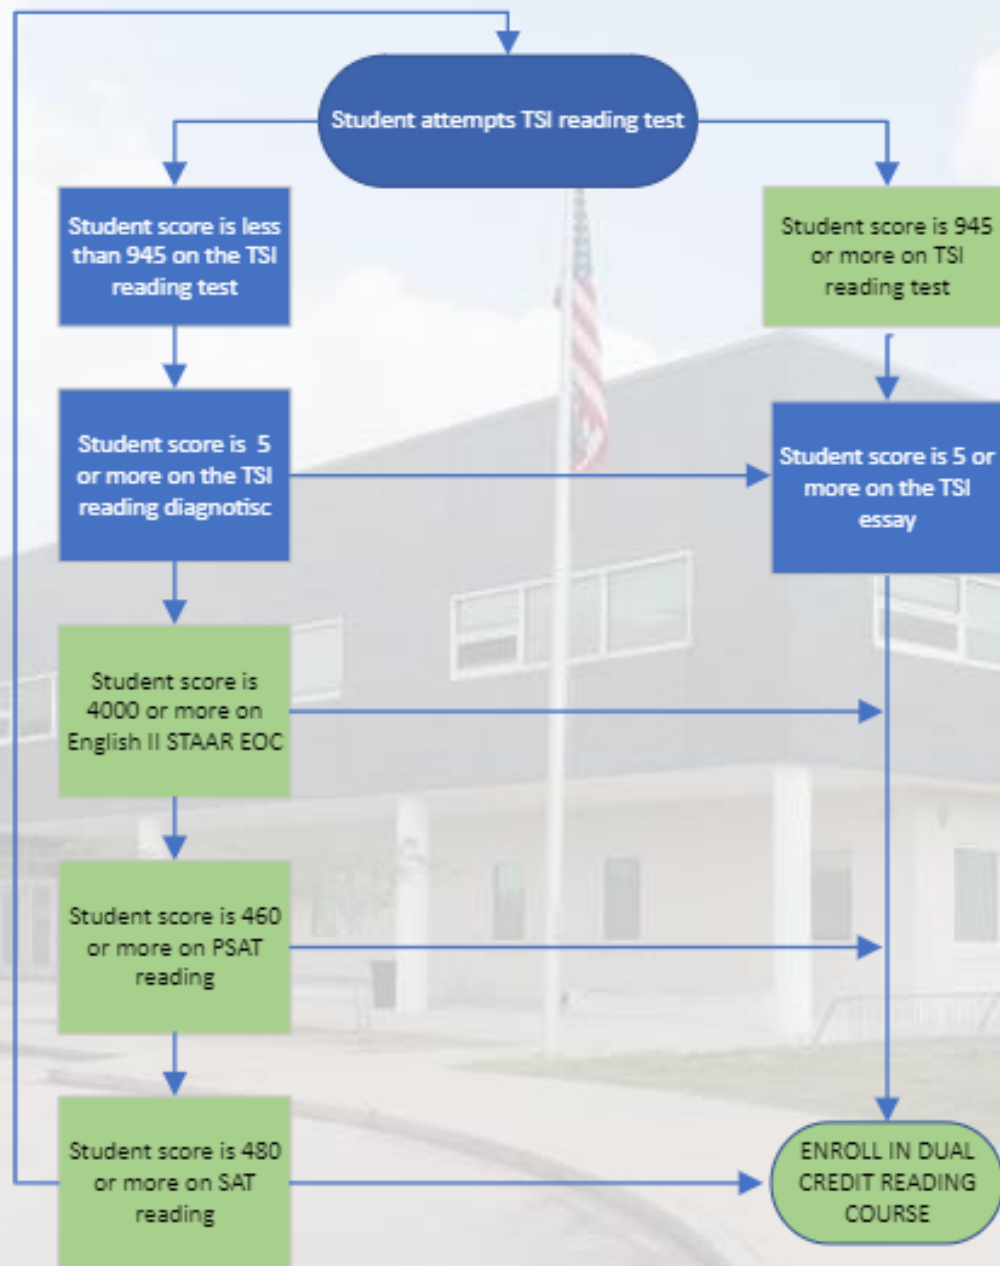 Student attempts TSI reading test
Student score is less
than 945 on the TSI
reading test
Student score is 945
or more on TSI
reading test
Student score is  5
or more on the TSI
reading diagnotisc
Student score is 5 or
more on the TSI
essay
Student score is
4000 or more on
English II STAAR EOC
Student score is 460
or more on PSAT
reading
Student score is 480
or more on SAT
reading
ENROLL IN DUAL
CREDIT READING
COURSE